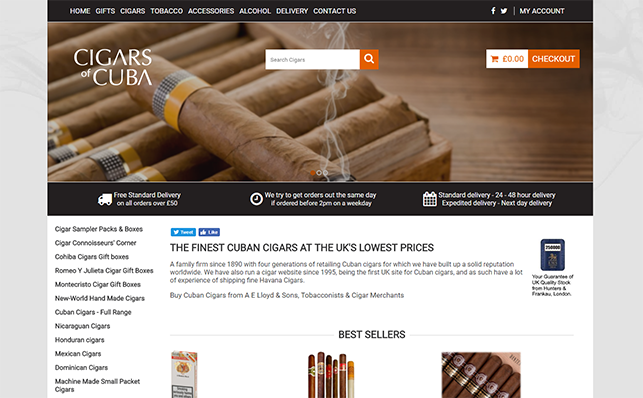 HOME GIFTS CIGARS TOBACCO ACCESSORIES ALCOHOL DELIVERY CONTACT US MY ACCOUNT
CIGARS
of CUBA
Search Cigars
£0.00 CHECKOUT
Free Standard Delivery
on all orders over £50
We try to get orders out the same day
if ordered before 2pm on a weekday
Standard delivery - 24 - 48 hour delivery
Expedited delivery - Next day delivery
Cigar Sampler Packs & Boxes
Cigar Connoisseurs' Corner
Cohiba Cigars Gift boxes
Romeo Y Julieta Cigar Gift Boxes
Montecristo Cigar Gift Boxes
New-World Hand Made Cigars
Cuban Cigars - Full Range
Nicaraguan Cigars
Honduran cigars
Mexican Cigars
Dominican Cigars
Machine Made Small Packet
Cigars
Tweet Like
THE FINEST CUBAN CIGARS AT THE UK'S LOWEST PRICES
A family firm since 1890 with four generations of retailing Cuban cigars for which we have built up a solid reputation
worldwide. We have also run a cigar website since 1995, being the first UK site for Cuban cigars, and as such have a lot
of experience of shipping fine Havana Cigars.
Buy Cuban Cigars from A E Lloyd & Sons, Tobacconists & Cigar Merchants
Your Guarantee of
UK Quality Stock
from Hunters &
Frankau, London.
BEST SELLERS